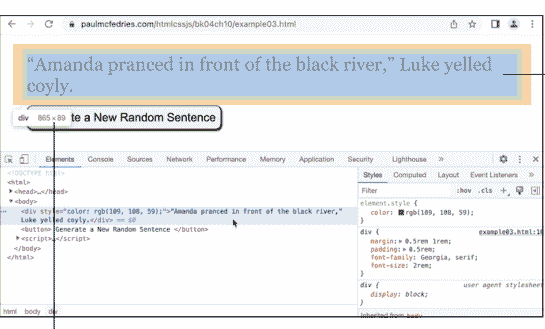 paulmcfedries.com/htmlcssjs/bk04ch10/example03.html
“Amanda pranced in front of the black river,” Luke yelled
coyly.
div 865 × 89 te a New Random Sentence
Elements Console Sources Network Performance Memory Application Security Lighthouse »
<!DOCTYPE html>
<html>
▶<head>…</head>
▼<body>
… <div style="color: rgb(109, 108, 59);">"Amanda pranced in front of the black river,”
Luke yelled coyly.</div> == $0
<button> Generate a New Random Sentence </button>
▶<script>…</script>
</body>
</html>
html body div
Styles Computed Layout Event Listeners »
Filter :hov .cls +
element.style {
color: rgb(109, 108, 59);
}
div { example03.html:10
margin:▶ 0.5rem 1rem;
padding:▶ 0.5rem;
font-family: Georgia, serif;
font-size: 2rem;
}
div { user agent stylesheet
display: block;
}
Inherited from body